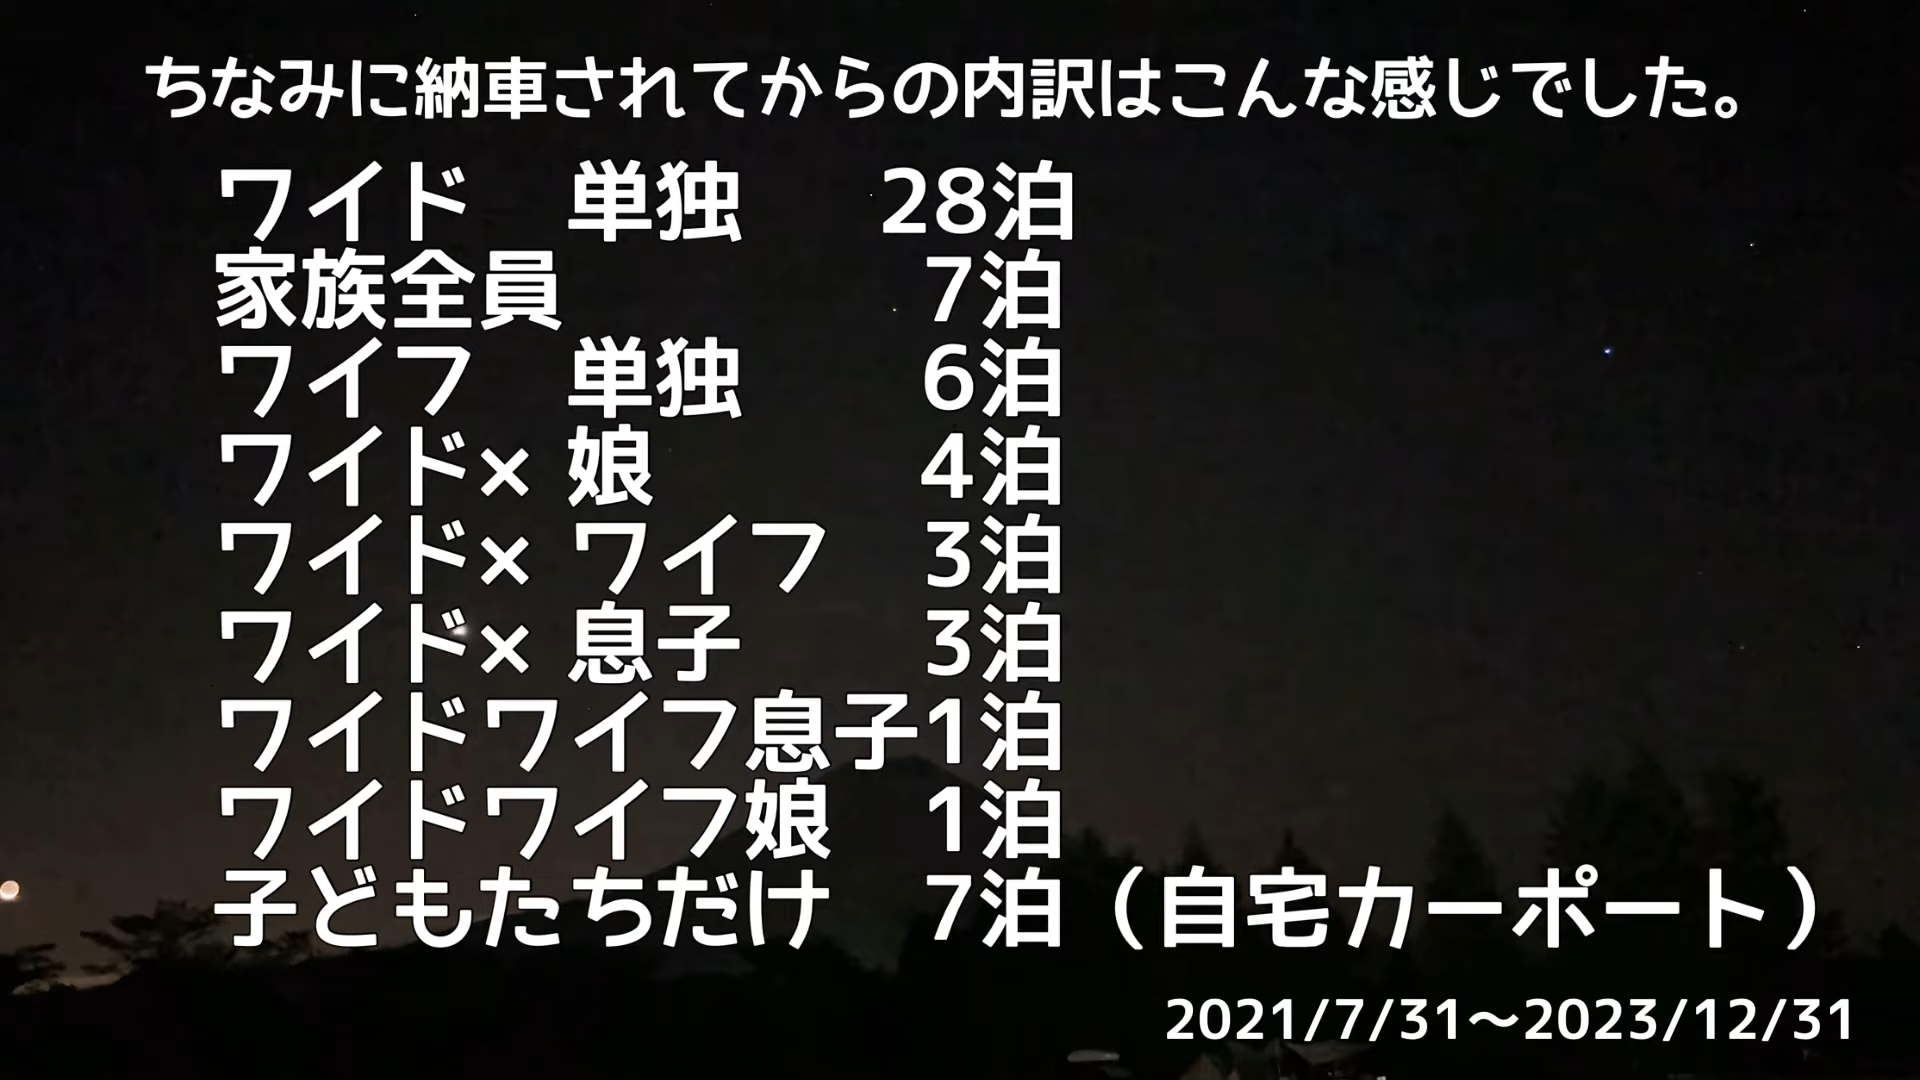 ちなみに納車されてからの内訳はこんな感じでした。
ワイド　単独　28泊
家族全員　7泊
ワイフ　単独　6泊
ワイド× 娘　4泊
ワイド× ワイフ　3泊
ワイド× 息子　3泊
ワイドワイフ息子1泊
ワイドワイフ娘　1泊
子どもたちだけ　7泊（自宅カーポート）
2021/7/31～2023/12/31